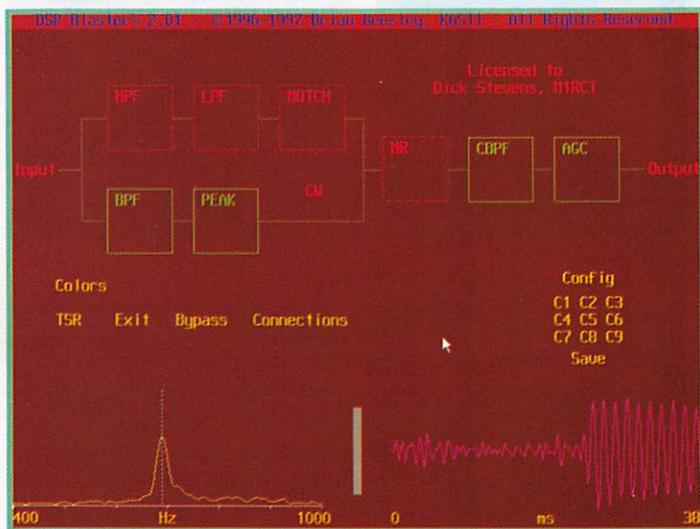 DSP Blaster 2.01 ©1996-1997 Brian Beezley, K6STI - All Rights Reserved
Licensed to
Dick Stevens, N1RCT
HPF LPF NOTCH
NR CBPF AGC
Input Output
BPF PEAK CW
Colors
TSR Exit Bypass Connections
Config
C1 C2 C3
C4 C5 C6
C7 C8 C9
Save
400 Hz 1000
0 ms 30